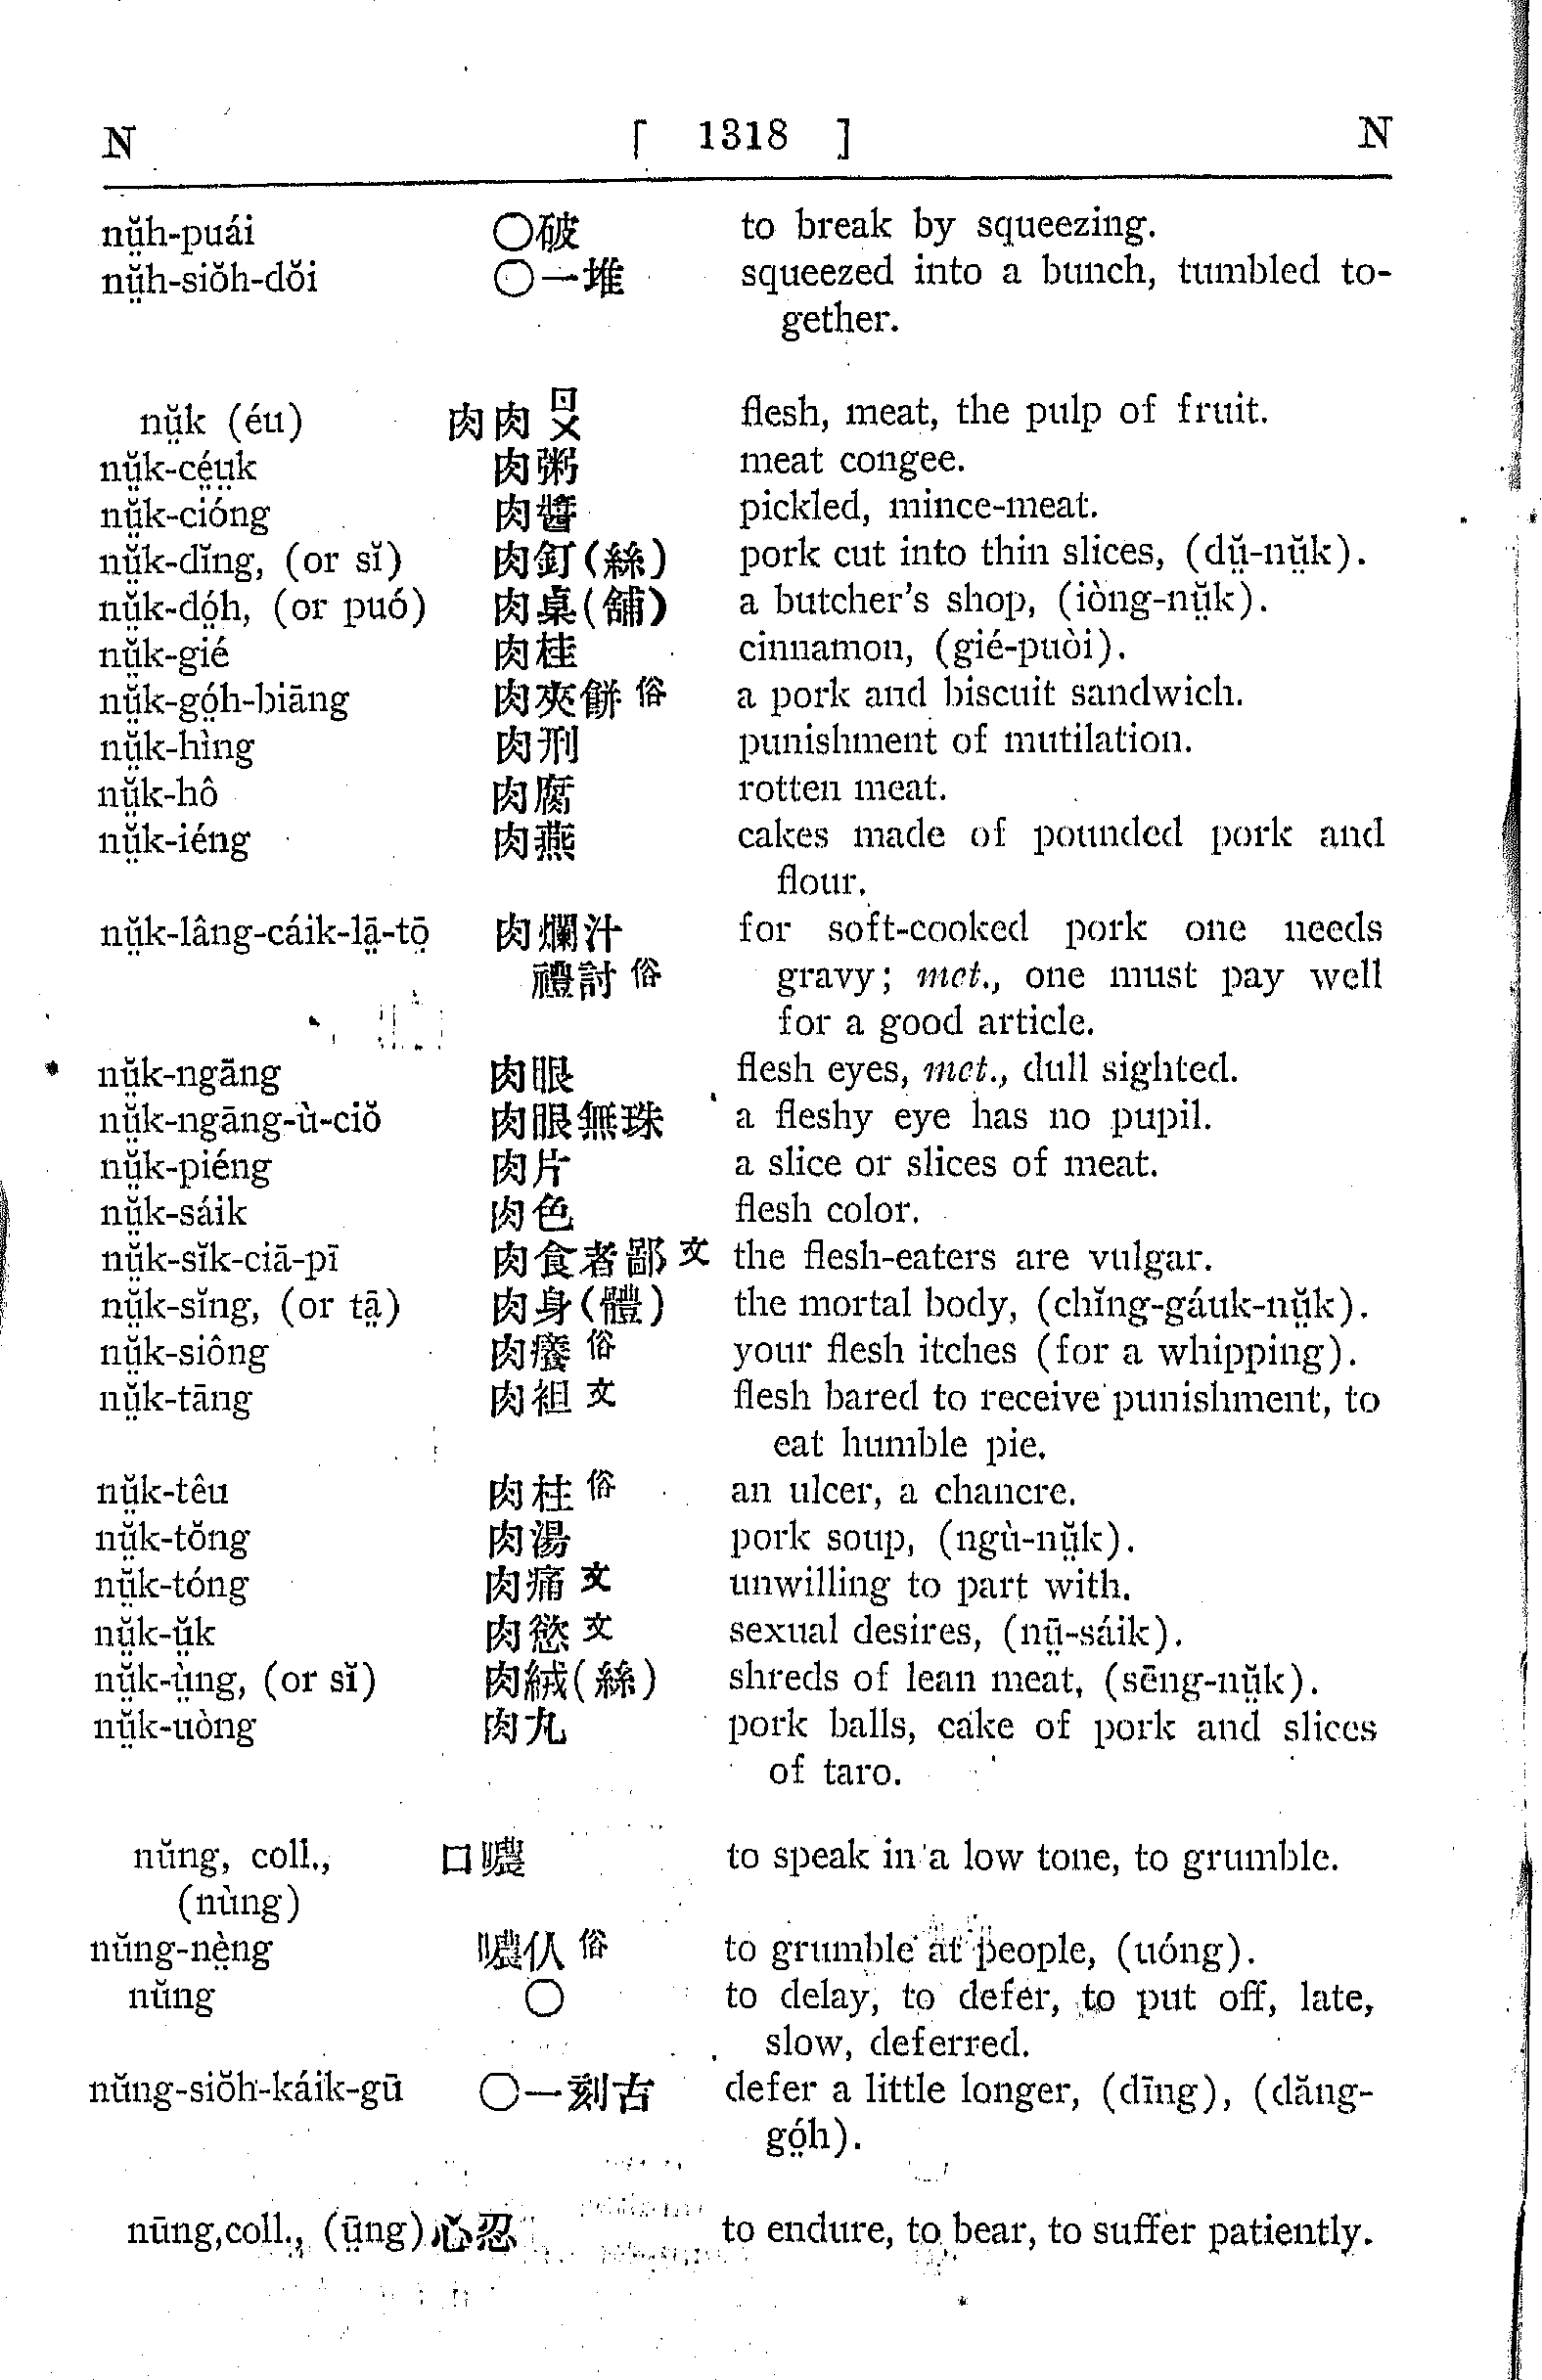 N [ 1318 ] N
nṳ̆h-puái 〇破 to break by squeezing.
nṳ̆h-siŏh-dŏi 〇一堆 squeezed into a bunch, tumbled to-
gether.
nṳ̆k (éu) 肉肉 flesh, meat, the pulp of fruit.
nṳ̆k-cé̤ṳk 肉粥 meat congee.
nṳ̆k-cióng 肉醬 pickled, mince-meat.
nṳ̆k-dĭng, (or sĭ) 肉釘(絲) pork cut into thin slices, (dṳ̆-nṳ̆k).
nṳ̆k-dó̤h, (or puó) 肉桌(舖) a butcher's shop, (iòng-nṳ̆k).
nṳ̆k-gié 肉桂 cinnamon, (gié-puòi).
nṳ̆k-gó̤h-biāng 肉夾餅俗 a pork and biscuit sandwich.
nṳ̆k-hìng 肉刑 punishment of mutilation.
nṳ̆k-hô 肉腐 rotten meat.
nṳ̆k-iéng 肉燕 cakes made of pounded pork and
flour.
nṳ̆k-lâng-cáik-lā̤-tō̤ 肉爛汁 for soft-cooked pork one needs
禮討俗 gravy; met., one must pay well
for a good article.
nṳ̆k-ngāng 肉眼 flesh eyes, met., dull sighted.
nṳ̆k-ngāng-ù-ciŏ 肉眼無珠 a fleshy eye has no pupil.
nṳ̆k-piéng 肉片 a slice or slices of meat.
nṳ̆k-sáik 肉色 flesh color.
nṳ̆k-sĭk-ciā-pī 肉食者鄙文 the flesh-eaters are vulgar.
nṳ̆k-sĭng, (or tā̤) 肉身(體) the mortal body, (chĭng-gáuk-nṳ̆k).
nṳ̆k-siông 肉癢俗 your flesh itches (for a whipping).
nṳ̆k-tāng 肉袒文 flesh bared to receive punishment, to
eat humble pie.
nṳ̆k-têu 肉柱俗 an ulcer, a chancre.
nṳ̆k-tŏng 肉湯 pork soup, (ngù-nṳ̆k).
nṳ̆k-tóng 肉痛文 unwilling to part with.
nṳ̆k-ṳ̆k 肉慾文 sexual desires, (nṳ̄-sáik).
nṳ̆k-ṳ̀ng, (or sĭ) 肉絨(絲) shreds of lean meat, (sēng-nṳ̆k).
nṳ̆k-uòng 肉丸 pork balls, cake of pork and slices
of taro.
nŭng, coll., 口噥 to speak in a low tone, to grumble.
(nùng)
nŭng-nè̤ng 噥仈俗 to grumble at people, (uóng).
nŭng 〇 to delay, to defer, to put off, late,
slow, deferred.
nŭng-siŏh-káik-gū 〇一刻古 defer a little longer, (dīng), (dăng-
gó̤h).
nūng, coll., (ṳ̄ng) 心忍 to endure, to bear, to suffer patiently.